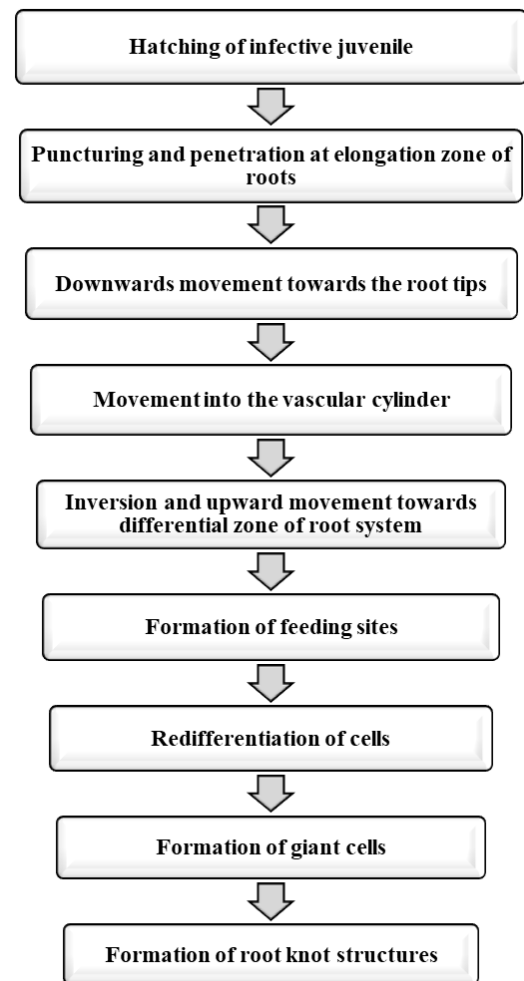 Hatching of infective juvenile
Puncturing and penetration at elongation zone of
roots
Downwards movement towards the root tips
Movement into the vascular cylinder
Inversion and upward movement towards
differential zone of root system
Formation of feeding sites
Redifferentiation of cells
Formation of giant cells
Formation of root knot structures